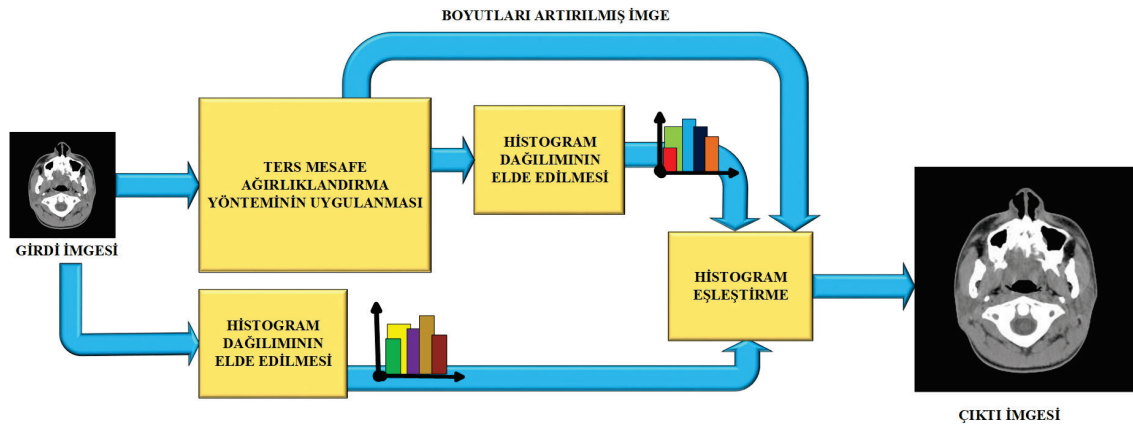 BOYUTLARI ARTIRILMIŞ İMGE
TERS MESAFE
AĞIRLIKLANDIRMA
YÖNTEMİNİN UYGULANMASI
HİSTOGRAM
DAĞILIMININ
ELDE EDİLMESİ
GİRDİ İMGESİ
HİSTOGRAM
EŞLEŞTİRME
HİSTOGRAM
DAĞILIMININ
ELDE EDİLMESİ
ÇIKTI İMGESİ